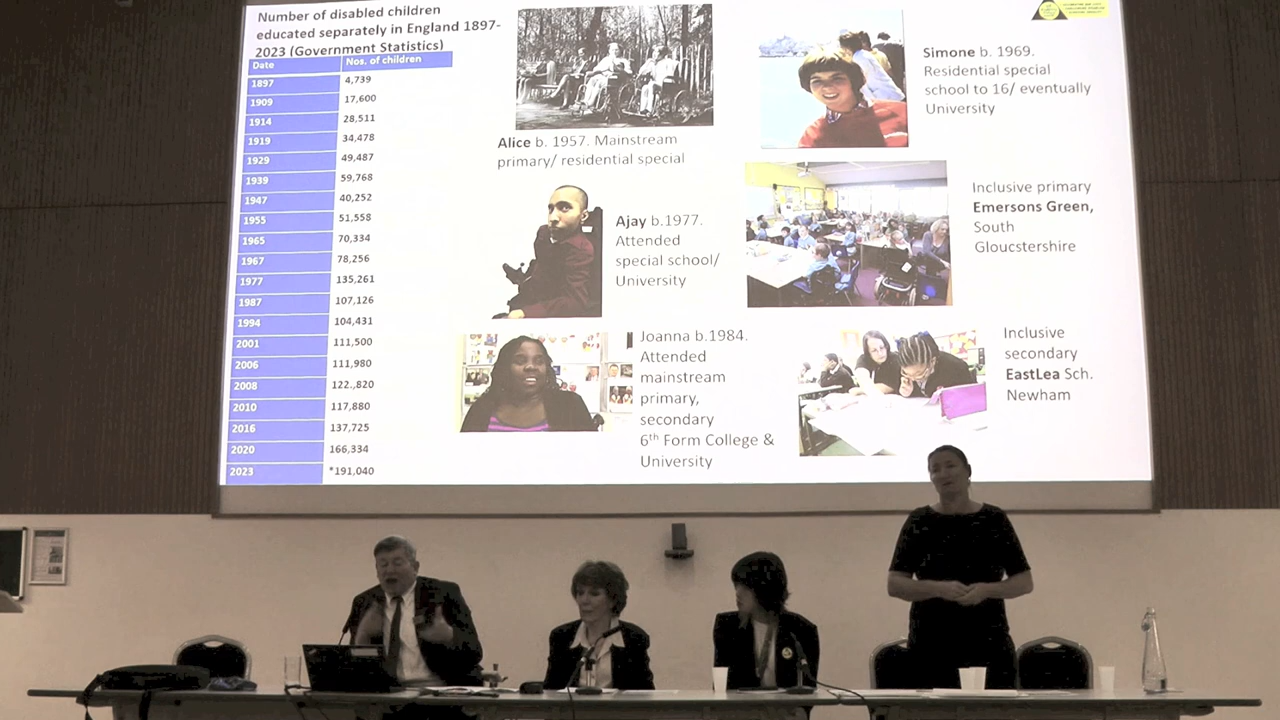 Number of disabled children
educated separately in England 1897-
2023 (Government Statistics)
Date Nos. of children
1897 4,739
1909 17,600
1914 28,511
1919 34,478
1929 49,487
1939 59,768
1947 40,252
1955 51,558
1965 70,334
1967 78,256
1977 135,261
1987 107,126
1994 104,431
2001 111,500
2006 111,980
2008 122.,820
2010 117,880
2016 137,725
2020 166,334
2023 *191,040
Alice b. 1957. Mainstream
primary/ residential special
Simone b. 1969.
Residential special
school to 16/ eventually
University
Ajay b.1977.
Attended
special school/
University
Inclusive primary
Emersons Green,
South
Gloucstershire
Joanna b.1984.
Attended
mainstream
primary,
secondary
6th Form College &
University
Inclusive
secondary
EastLea Sch.
Newham